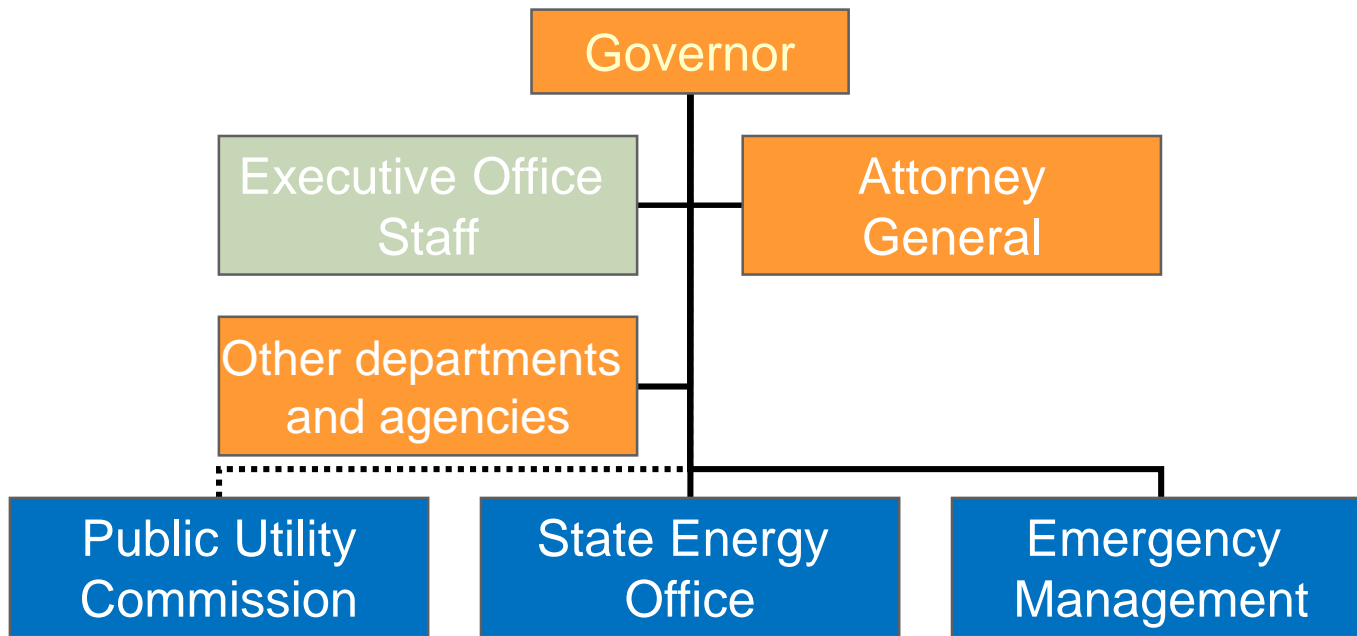 Governor
Executive Office
Staff
Attorney
General
Other departments
and agencies
Public Utility
Commission
State Energy
Office
Emergency
Management